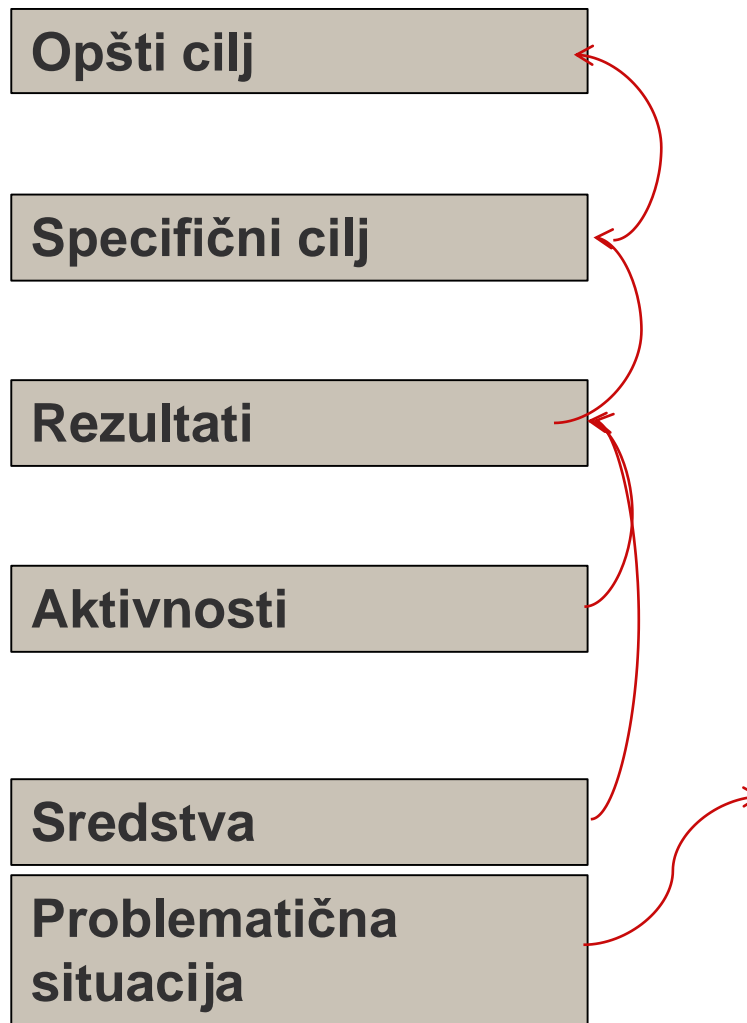 Opšti cilj
Specifični cilj
Rezultati
Aktivnosti
Sredstva
Problematična
situacija